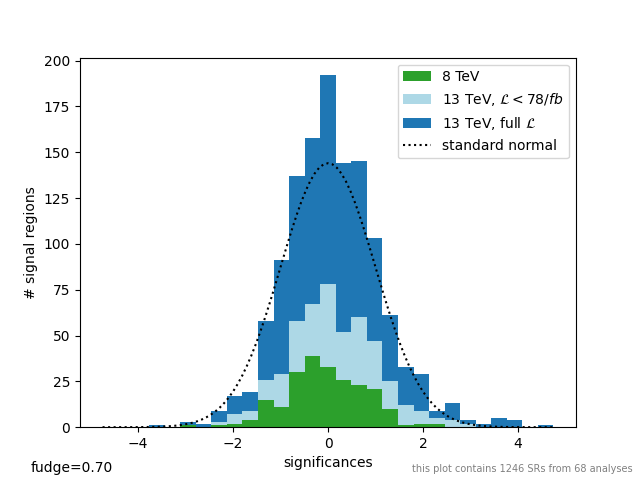 200
175
150
125
100
75
50
25
0
# signal regions
8 TeV
13 TeV, ℒ < 78/fb
13 TeV, full ℒ
standard normal
−4 −2 0 2 4
significances
fudge=0.70
this plot contains 1246 SRs from 68 analyses